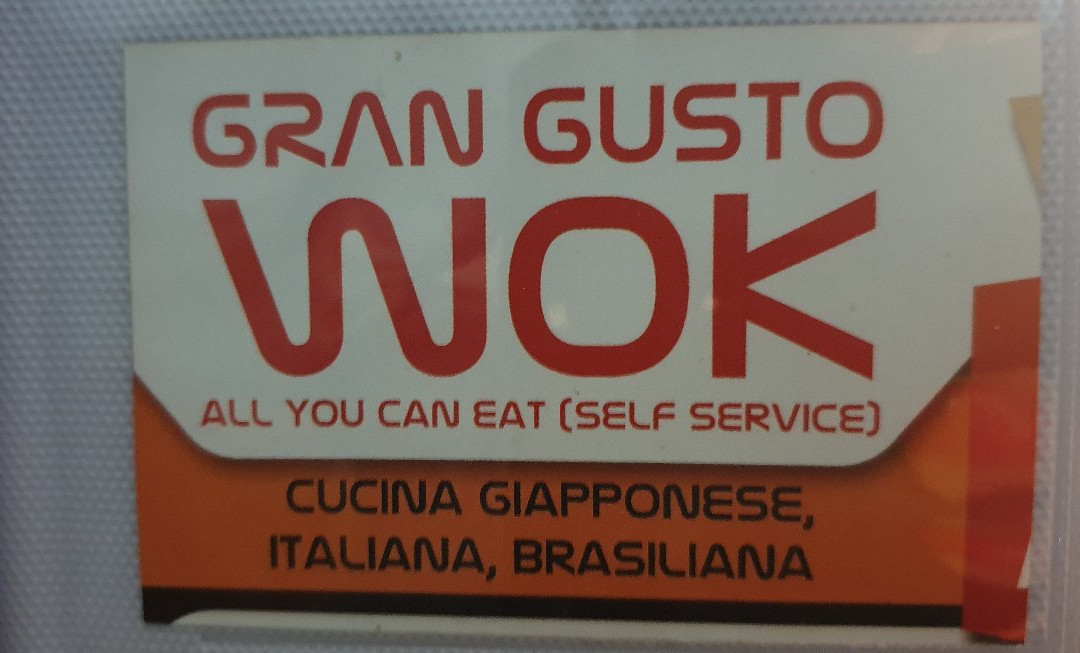 GRAN GUSTO
WOK
ALL YOU CAN EAT (SELF SERVICE)
CUCINA GIAPPONESE,
ITALIANA, BRASILIANA